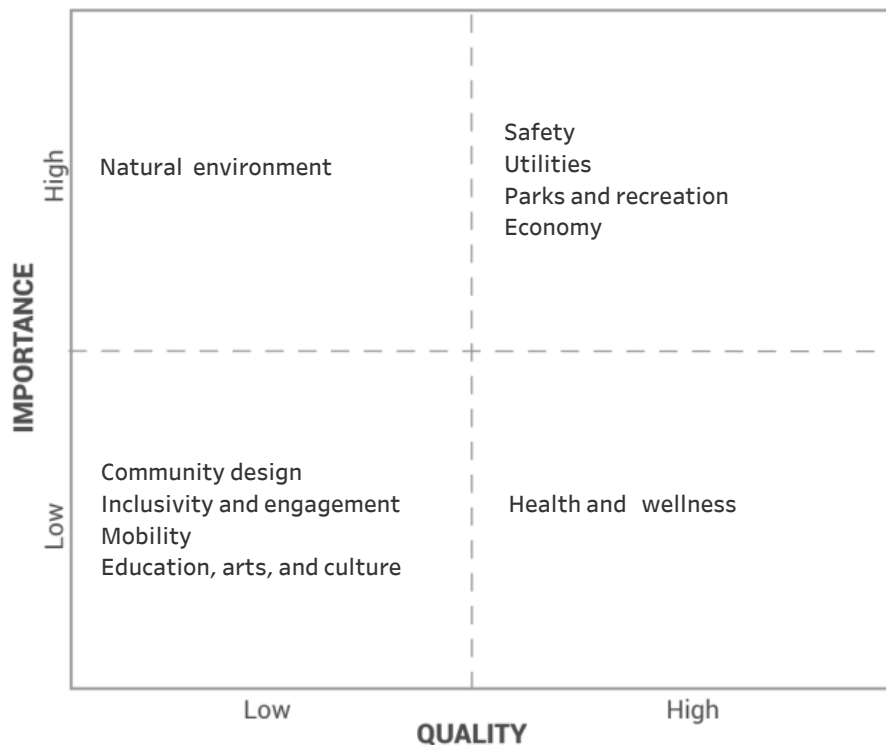 High
Natural environment
Safety
Utilities
Parks and recreation
Economy
IMPORTANCE
Low
Community design
Inclusivity and engagement
Mobility
Education, arts, and culture
Health and wellness
Low
High
QUALITY